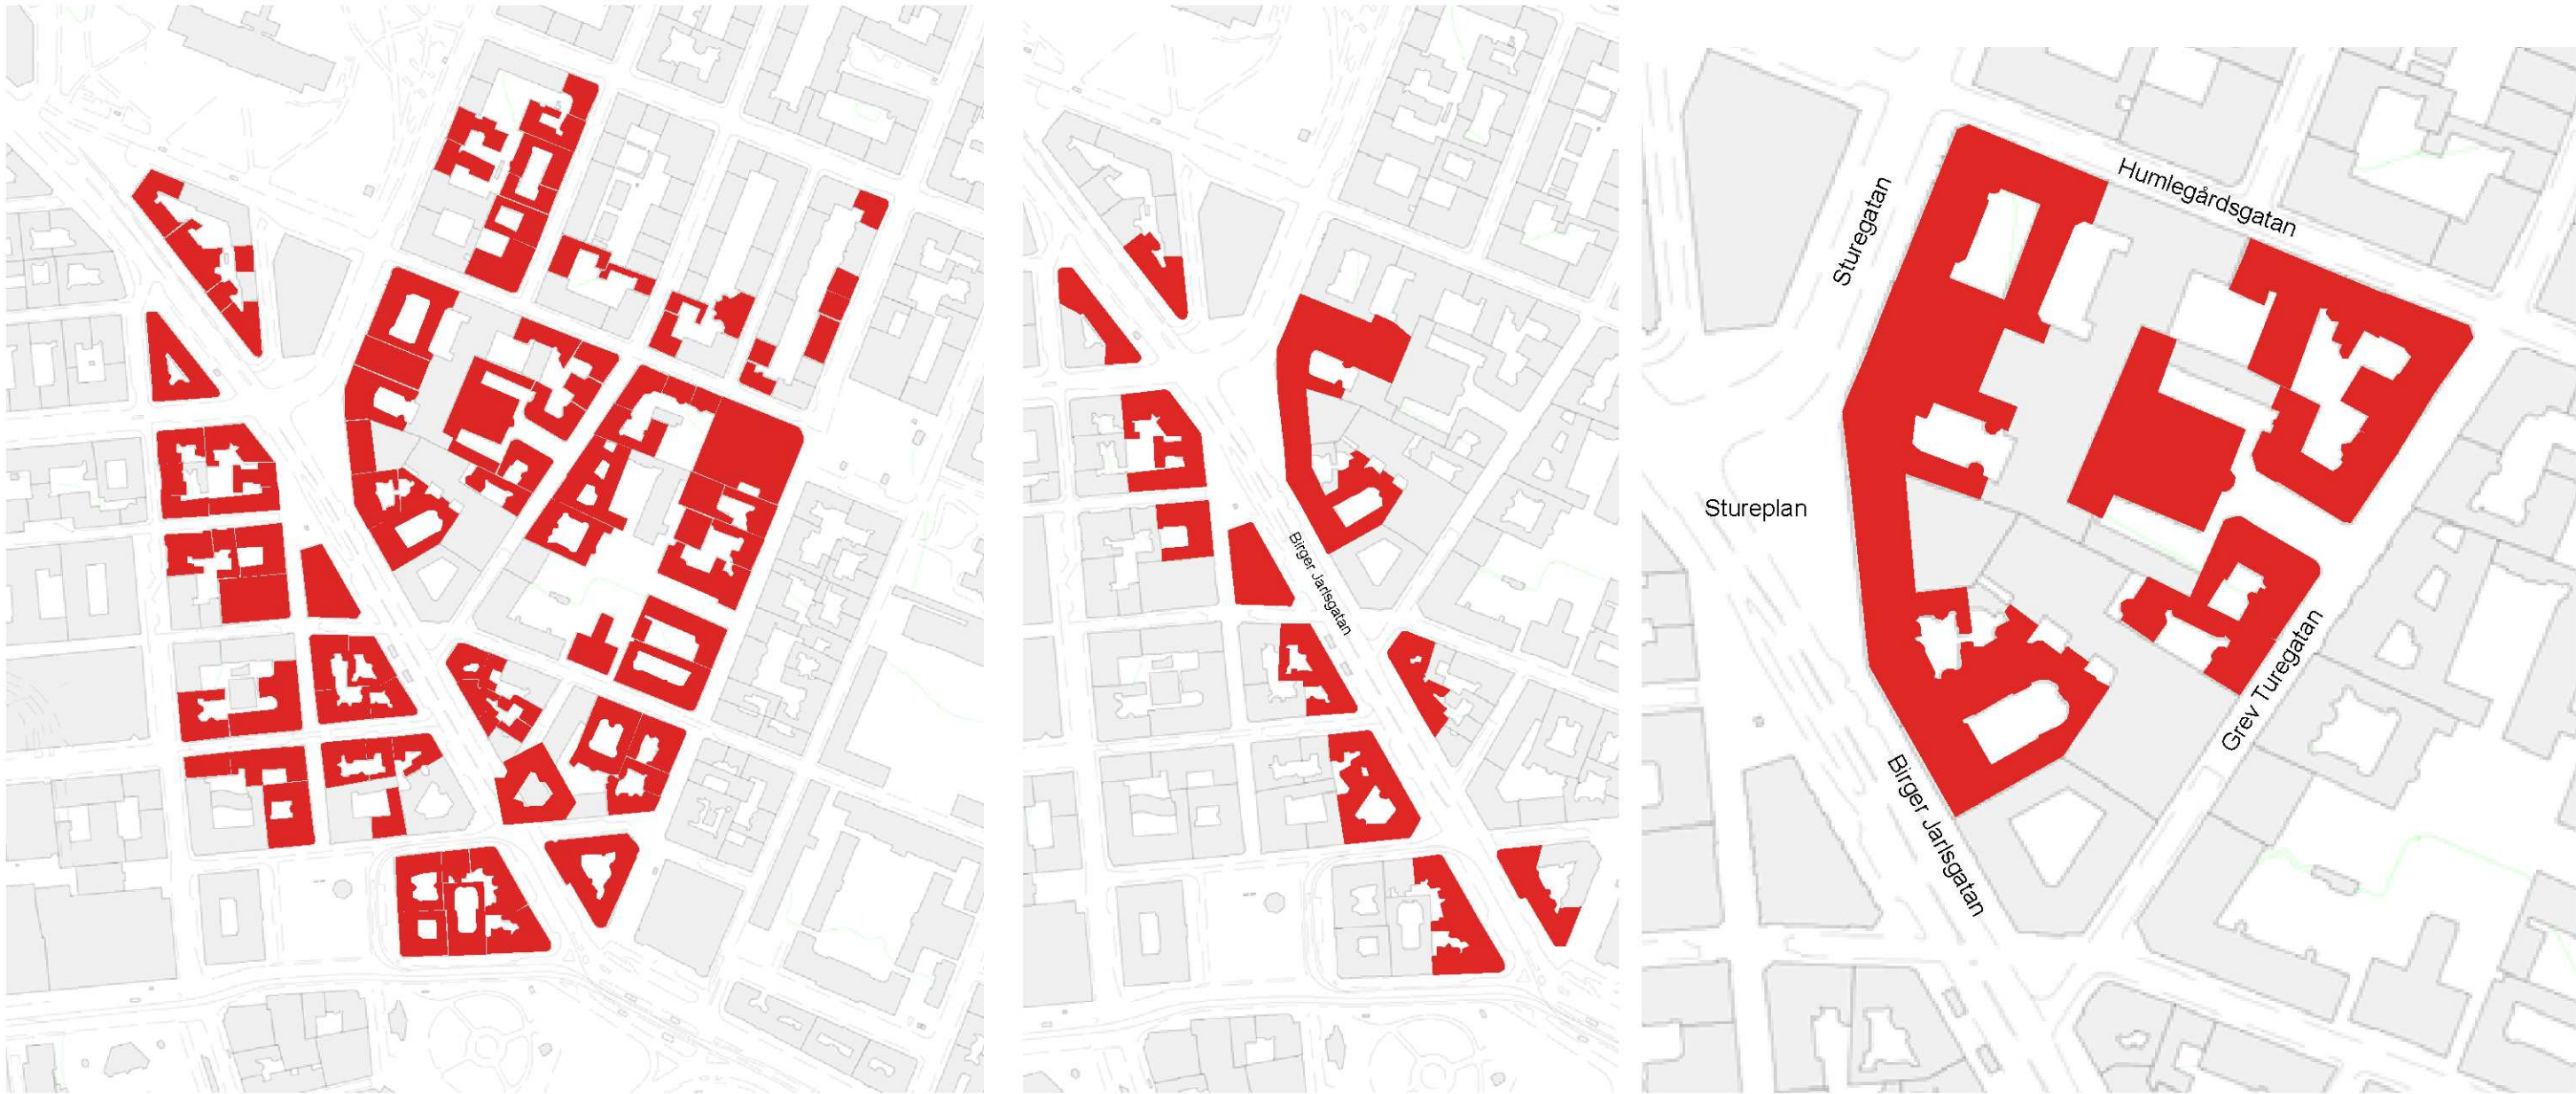 Birger Jarlsgatan
Humlegårdsgatan
Sturegatan
Stureplan
Grev Turegatan
Birger Jarlsgatan